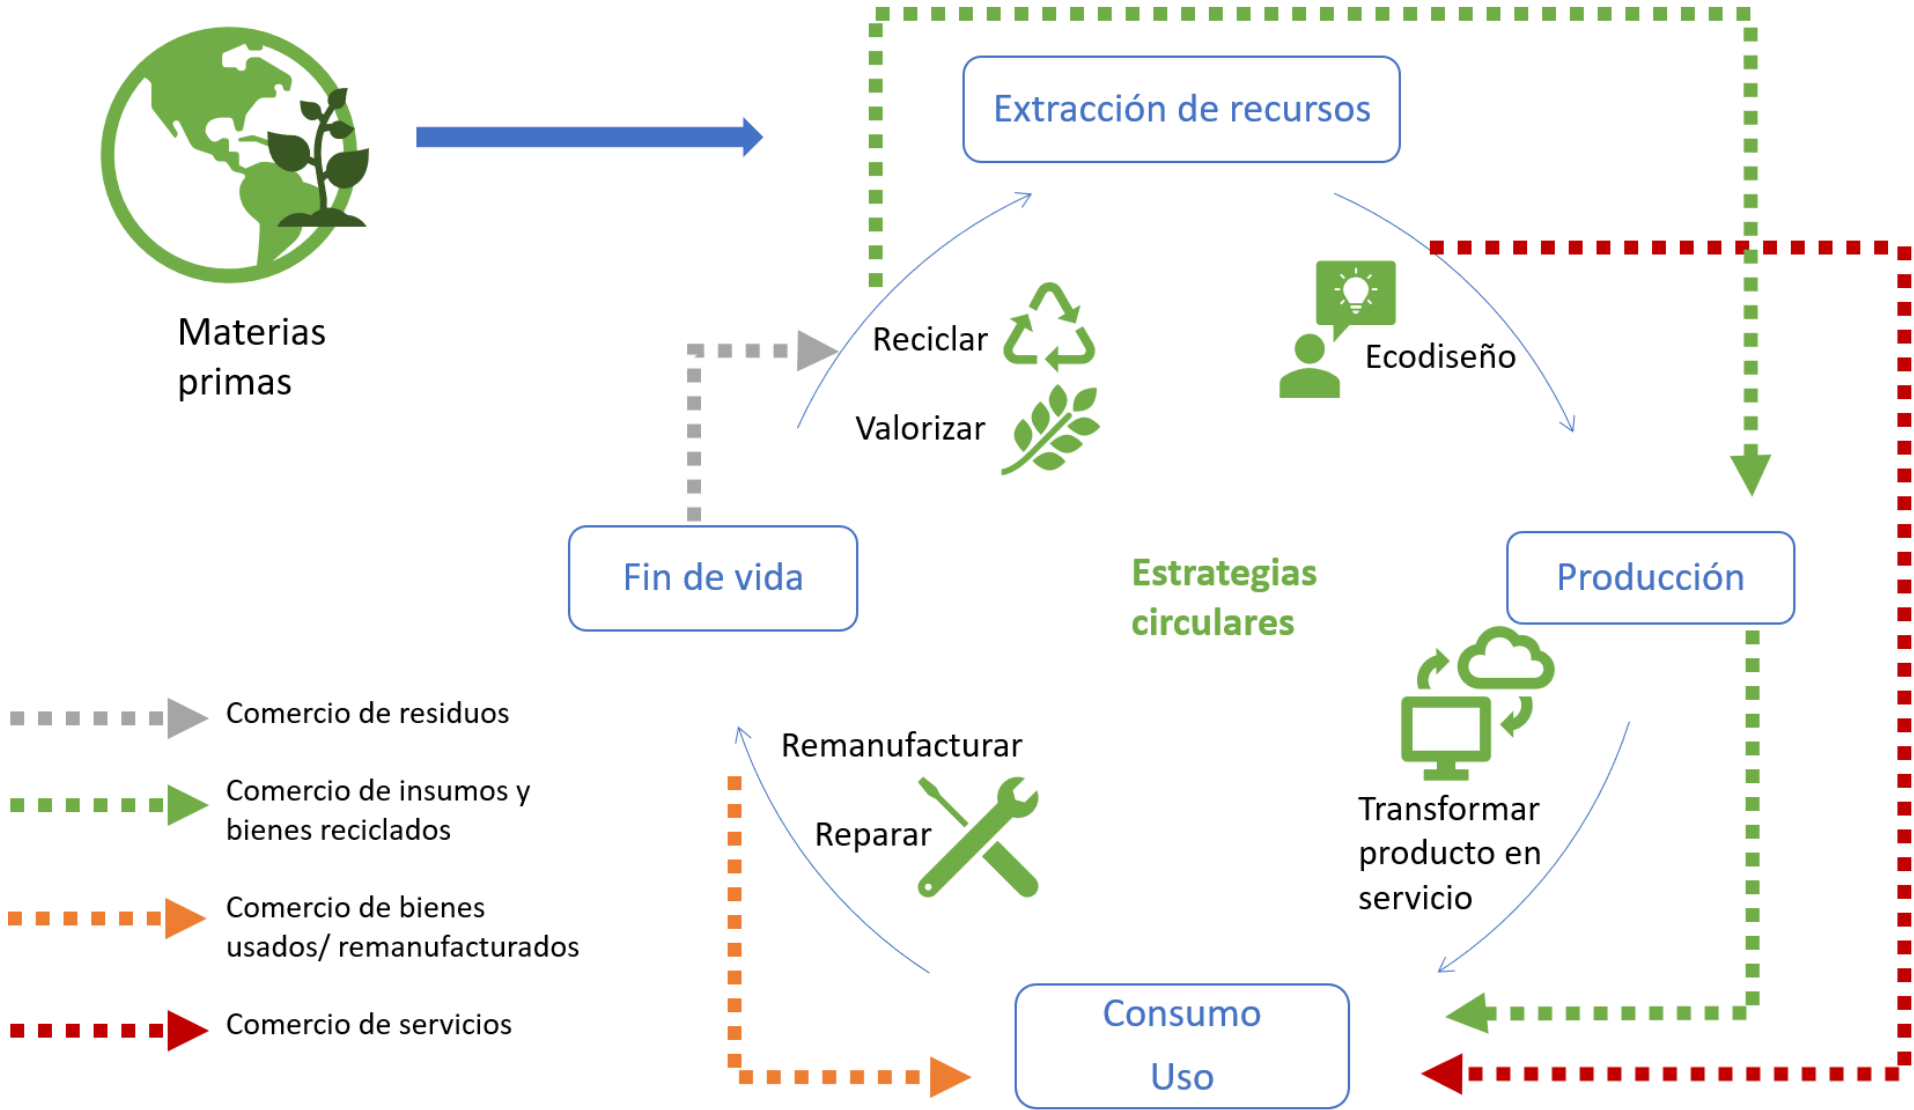 Extracción de recursos
Materias
primas
Reciclar
Valorizar
Ecodiseño
Fin de vida
Estrategias
circulares
Producción
Comercio de residuos
Comercio de insumos y
bienes reciclados
Comercio de bienes
usados/ remanufacturados
Comercio de servicios
Remanufacturar
Reparar
Transformar
producto en
servicio
Consumo
Uso